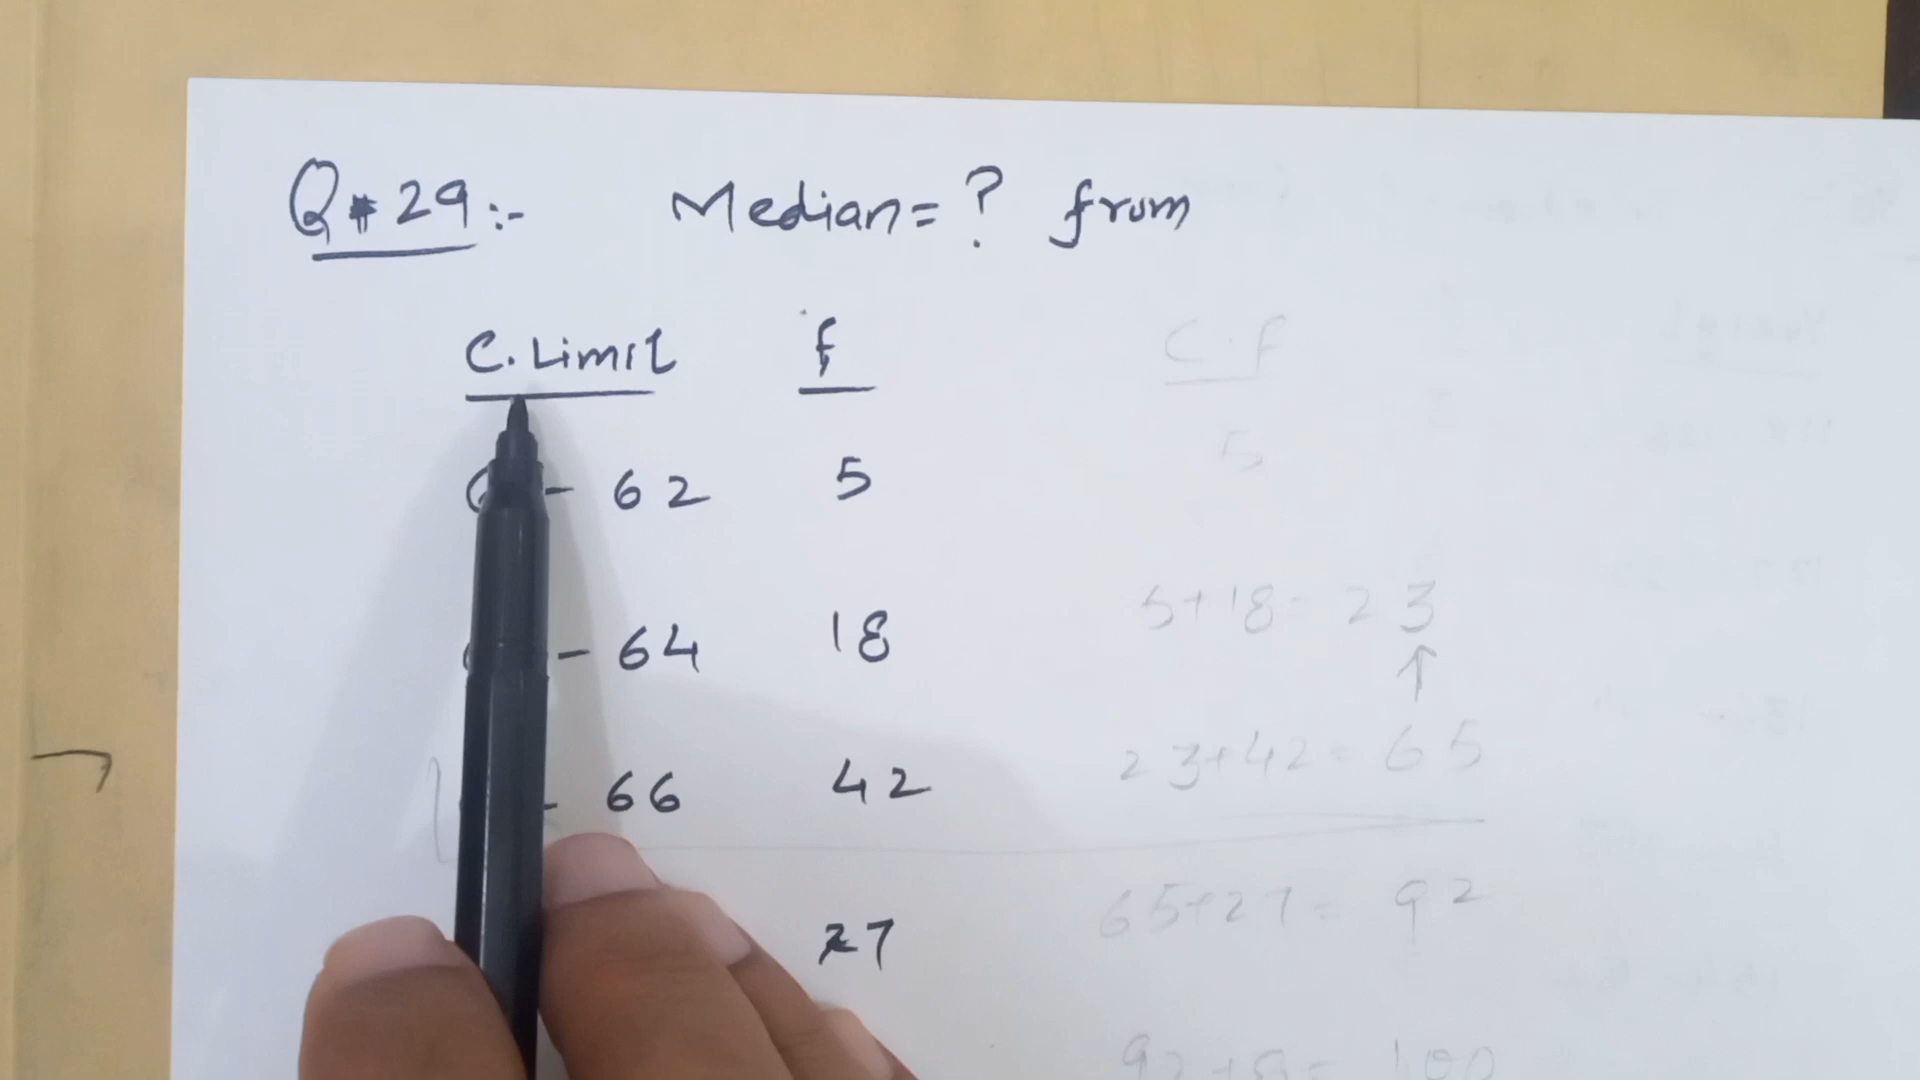 Q#29:- Median=? from
C.Limit f C.f
- 62 5 5
- 64 18 5+18=23
- 66 42 23+42=65
27 65+27=92
100